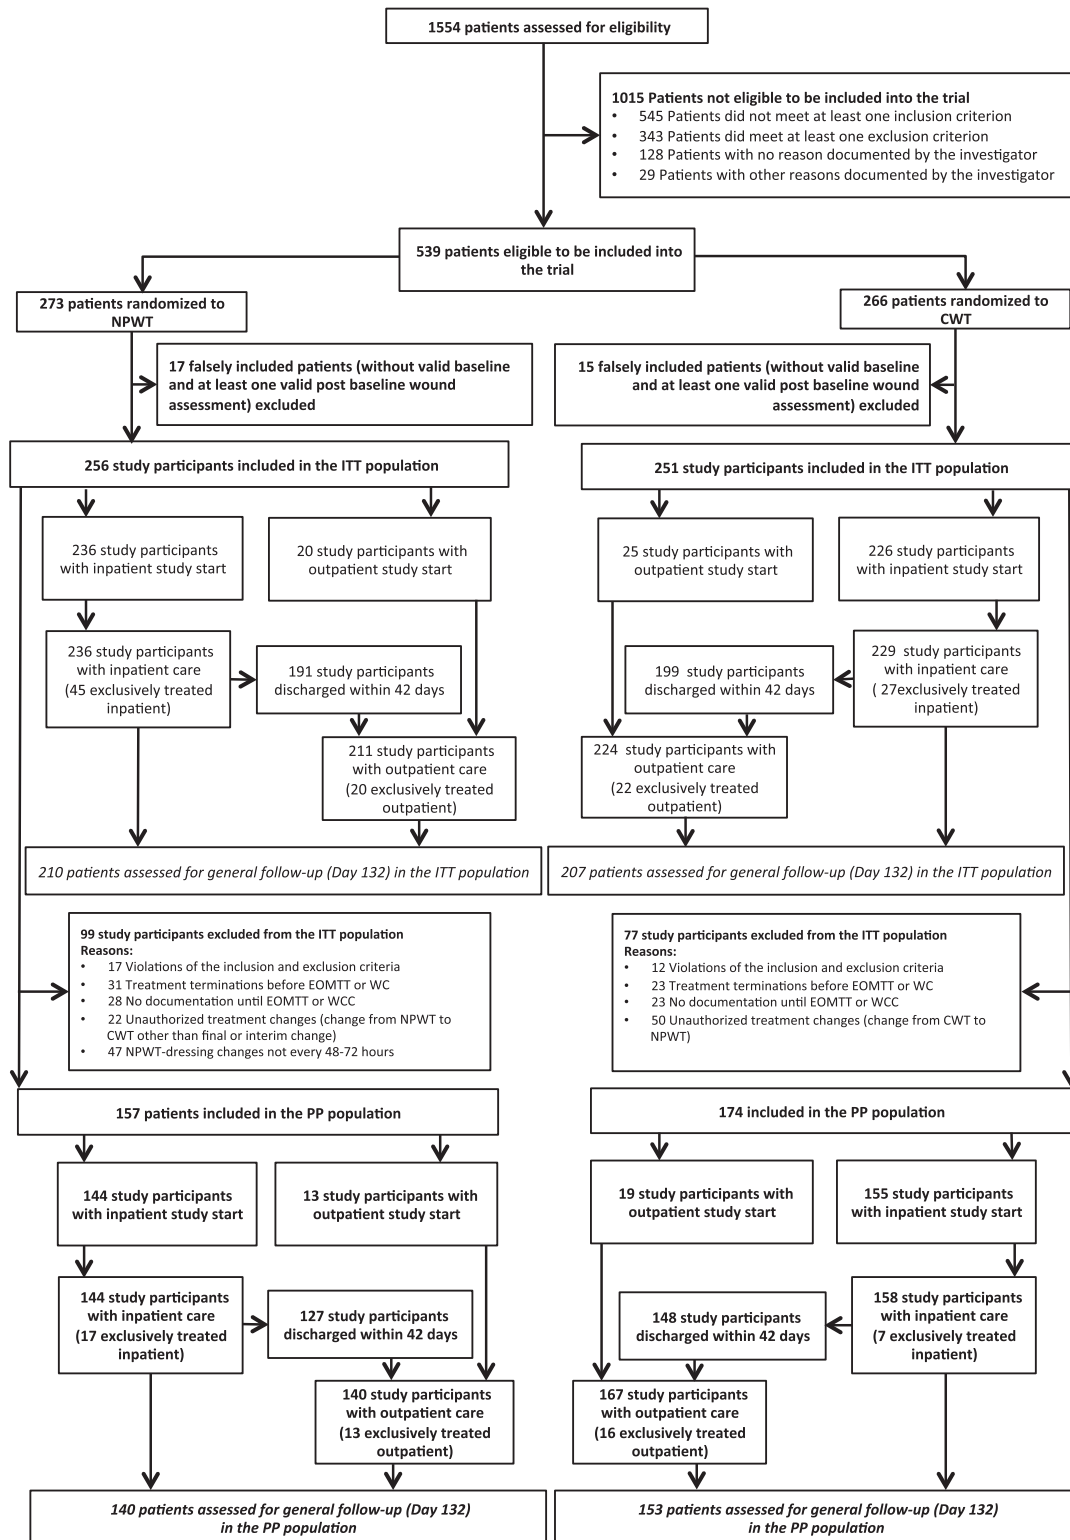 1554 patients assessed for eligibility
1015 Patients not eligible to be included into the trial
• 545 Patients did not meet at least one inclusion criterion
• 343 Patients did meet at least one exclusion criterion
• 128 Patients with no reason documented by the investigator
• 29 Patients with other reasons documented by the investigator
539 patients eligible to be included into
the trial
273 patients randomized to
NPWT
266 patients randomized to
CWT
17 falsely included patients (without valid baseline
and at least one valid post baseline wound
assessment) excluded
15 falsely included patients (without valid baseline
and at least one valid post baseline wound
assessment) excluded
256 study participants included in the ITT population
251 study participants included in the ITT population
236 study participants
with inpatient study start
20 study participants with
outpatient study start
25 study participants with
outpatient study start
226 study participants
with inpatient study start
236 study participants
with inpatient care
(45 exclusively treated
inpatient)
191 study participants
discharged within 42 days
199 study participants
discharged within 42 days
229 study participants
with inpatient care
( 27exclusively treated
inpatient)
211 study participants
with outpatient care
(20 exclusively treated
outpatient)
224 study participants with
outpatient care
(22 exclusively treated
outpatient)
210 patients assessed for general follow-up (Day 132) in the ITT population
207 patients assessed for general follow-up (Day 132) in the ITT population
99 study participants excluded from the ITT population
Reasons:
• 17 Violations of the inclusion and exclusion criteria
• 31 Treatment terminations before EOMTT or WC
• 28 No documentation until EOMTT or WCC
• 22 Unauthorized treatment changes (change from NPWT to
CWT other than final or interim change)
• 47 NPWT-dressing changes not every 48-72 hours
77 study participants excluded from the ITT population
Reasons:
• 12 Violations of the inclusion and exclusion criteria
• 23 Treatment terminations before EOMTT or WC
• 23 No documentation until EOMTT or WCC
• 50 Unauthorized treatment changes (change from CWT to
NPWT)
157 patients included in the PP population
174 included in the PP population
144 study participants
with inpatient study start
13 study participants with
outpatient study start
19 study participants with
outpatient study start
155 study participants
with inpatient study start
144 study participants
with inpatient care
(17 exclusively treated
inpatient)
127 study participants
discharged within 42 days
148 study participants
discharged within 42 days
158 study participants
with inpatient care
(7 exclusively treated
inpatient)
140 study participants
with outpatient care
(13 exclusively treated
outpatient)
167 study participants
with outpatient care
(16 exclusively treated
outpatient)
140 patients assessed for general follow-up (Day 132)
in the PP population
153 patients assessed for general follow-up (Day 132)
in the PP population